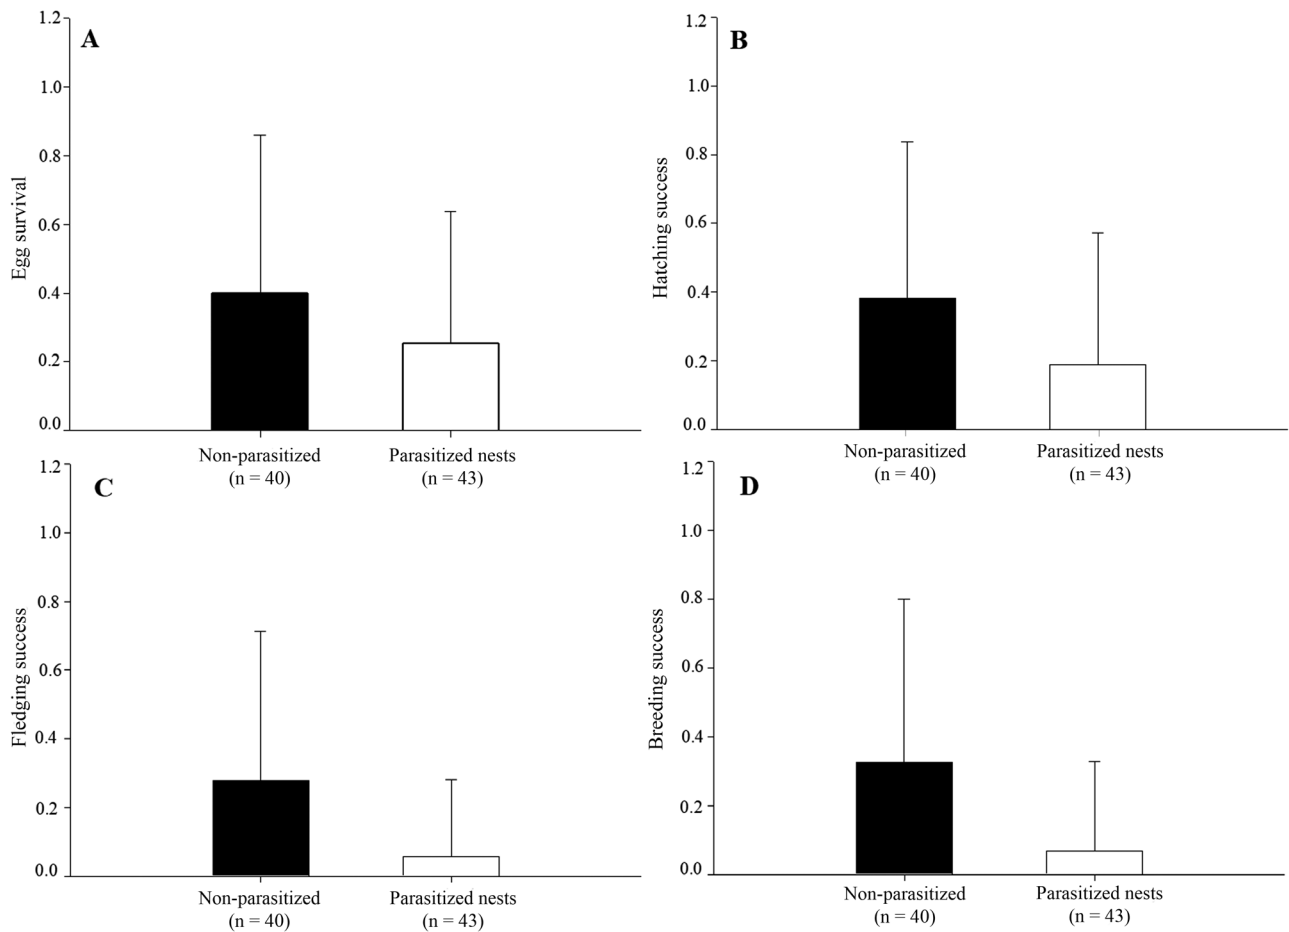 A
1.2
1.0
0.8
0.6
0.4
0.2
0.0
Egg survival
Non-parasitized
(n = 40)
Parasitized nests
(n = 43)
B
1.2
1.0
0.8
0.6
0.4
0.2
0.0
Hatching success
Non-parasitized
(n = 40)
Parasitized nests
(n = 43)
C
1.2
1.0
0.8
0.6
0.4
0.2
0.0
Fledging success
Non-parasitized
(n = 40)
Parasitized nests
(n = 43)
D
1.2
1.0
0.8
0.6
0.4
0.2
0.0
Breeding success
Non-parasitized
(n = 40)
Parasitized nests
(n = 43)